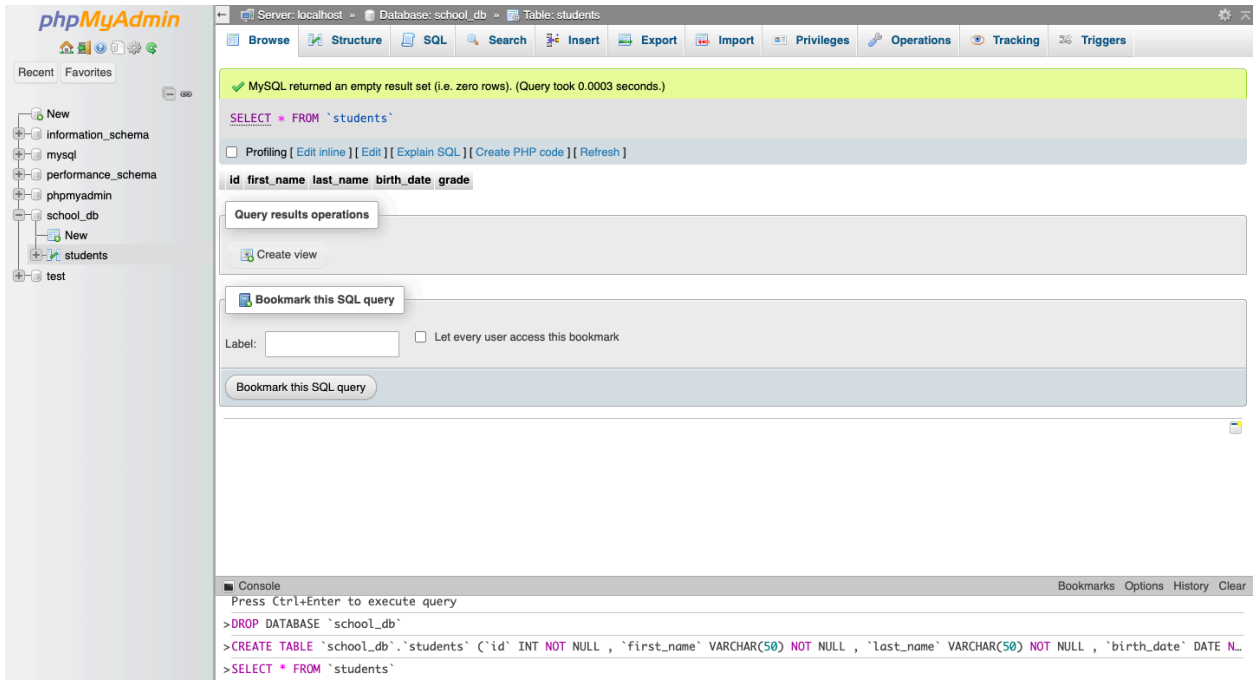 phpMyAdmin
Recent Favorites
New
information_schema
mysql
performance_schema
phpmyadmin
school_db
New
students
test
Server: localhost » Database: school_db » Table: students
Browse Structure SQL Search Insert Export Import Privileges Operations Tracking Triggers
MySQL returned an empty result set (i.e. zero rows). (Query took 0.0003 seconds.)
SELECT * FROM `students`
Profiling [ Edit inline ] [ Edit ] [ Explain SQL ] [ Create PHP code ] [ Refresh ]
id first_name last_name birth_date grade
Query results operations
Create view
Bookmark this SQL query
Label: Let every user access this bookmark
Bookmark this SQL query
Console Bookmarks Options History Clear
Press Ctrl+Enter to execute query
>DROP DATABASE `school_db`
>CREATE TABLE `school_db`.`students` (`id` INT NOT NULL , `first_name` VARCHAR(50) NOT NULL , `last_name` VARCHAR(50) NOT NULL , `birth_date` DATE N…
>SELECT * FROM `students`